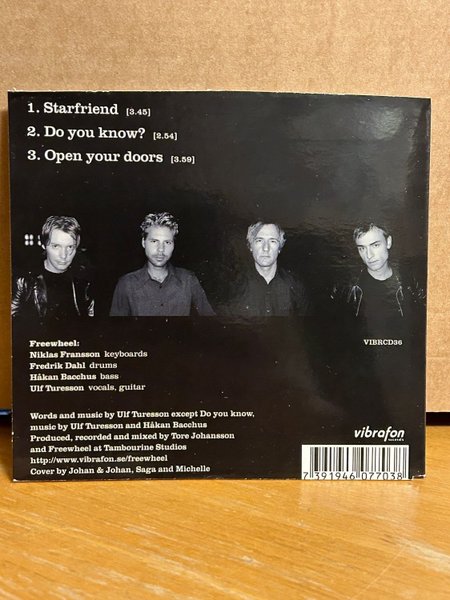 1. Starfriend [3.45]
2. Do you know? [2.54]
3. Open your doors [3.59]
Freewheel:
Niklas Fransson keyboards
Fredrik Dahl drums
Håkan Bacchus bass
Ulf Turesson vocals, guitar
VIBRCD36
Words and music by Ulf Turesson except Do you know,
music by Ulf Turesson and Håkan Bacchus
Produced, recorded and mixed by Tore Johansson
and Freewheel at Tambourine Studios
http://www.vibrafon.se/freewheel
Cover by Johan & Johan, Saga and Michelle
vibrafon
records
7 391946 077038